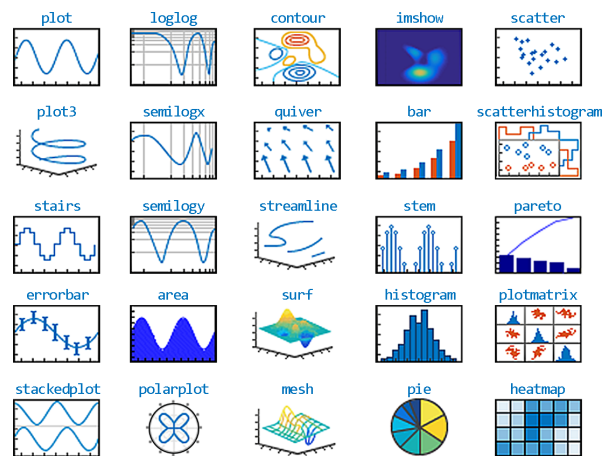 plot loglog contour imshow scatter
plot3 semilogx quiver bar scatterhistogram
stairs semilogy streamline stem pareto
errorbar area surf histogram plotmatrix
stackedplot polarplot mesh pie heatmap